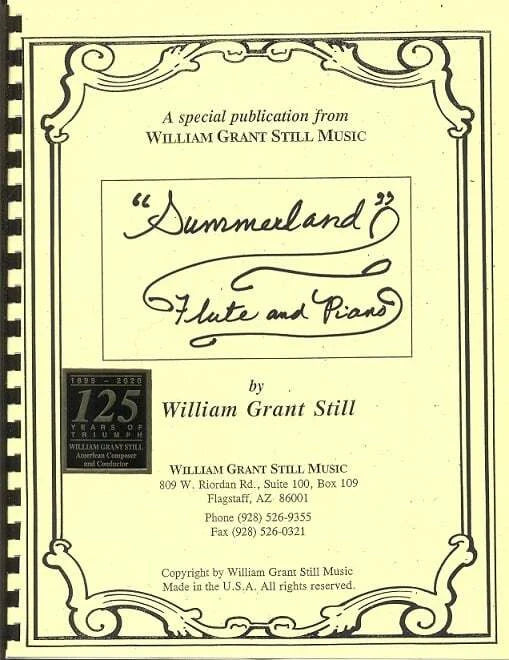 A special publication from
WILLIAM GRANT STILL MUSIC
"Summerland"
Flute and Piano
by
William Grant Still
1895 - 2020
125
YEARS OF
TRIUMPH
WILLIAM GRANT STILL
American Composer
and Conductor
WILLIAM GRANT STILL MUSIC
809 W. Riordan Rd., Suite 100, Box 109
Flagstaff, AZ 86001
Phone (928) 526-9355
Fax (928) 526-0321
Copyright by William Grant Still Music
Made in the U.S.A. All rights reserved.